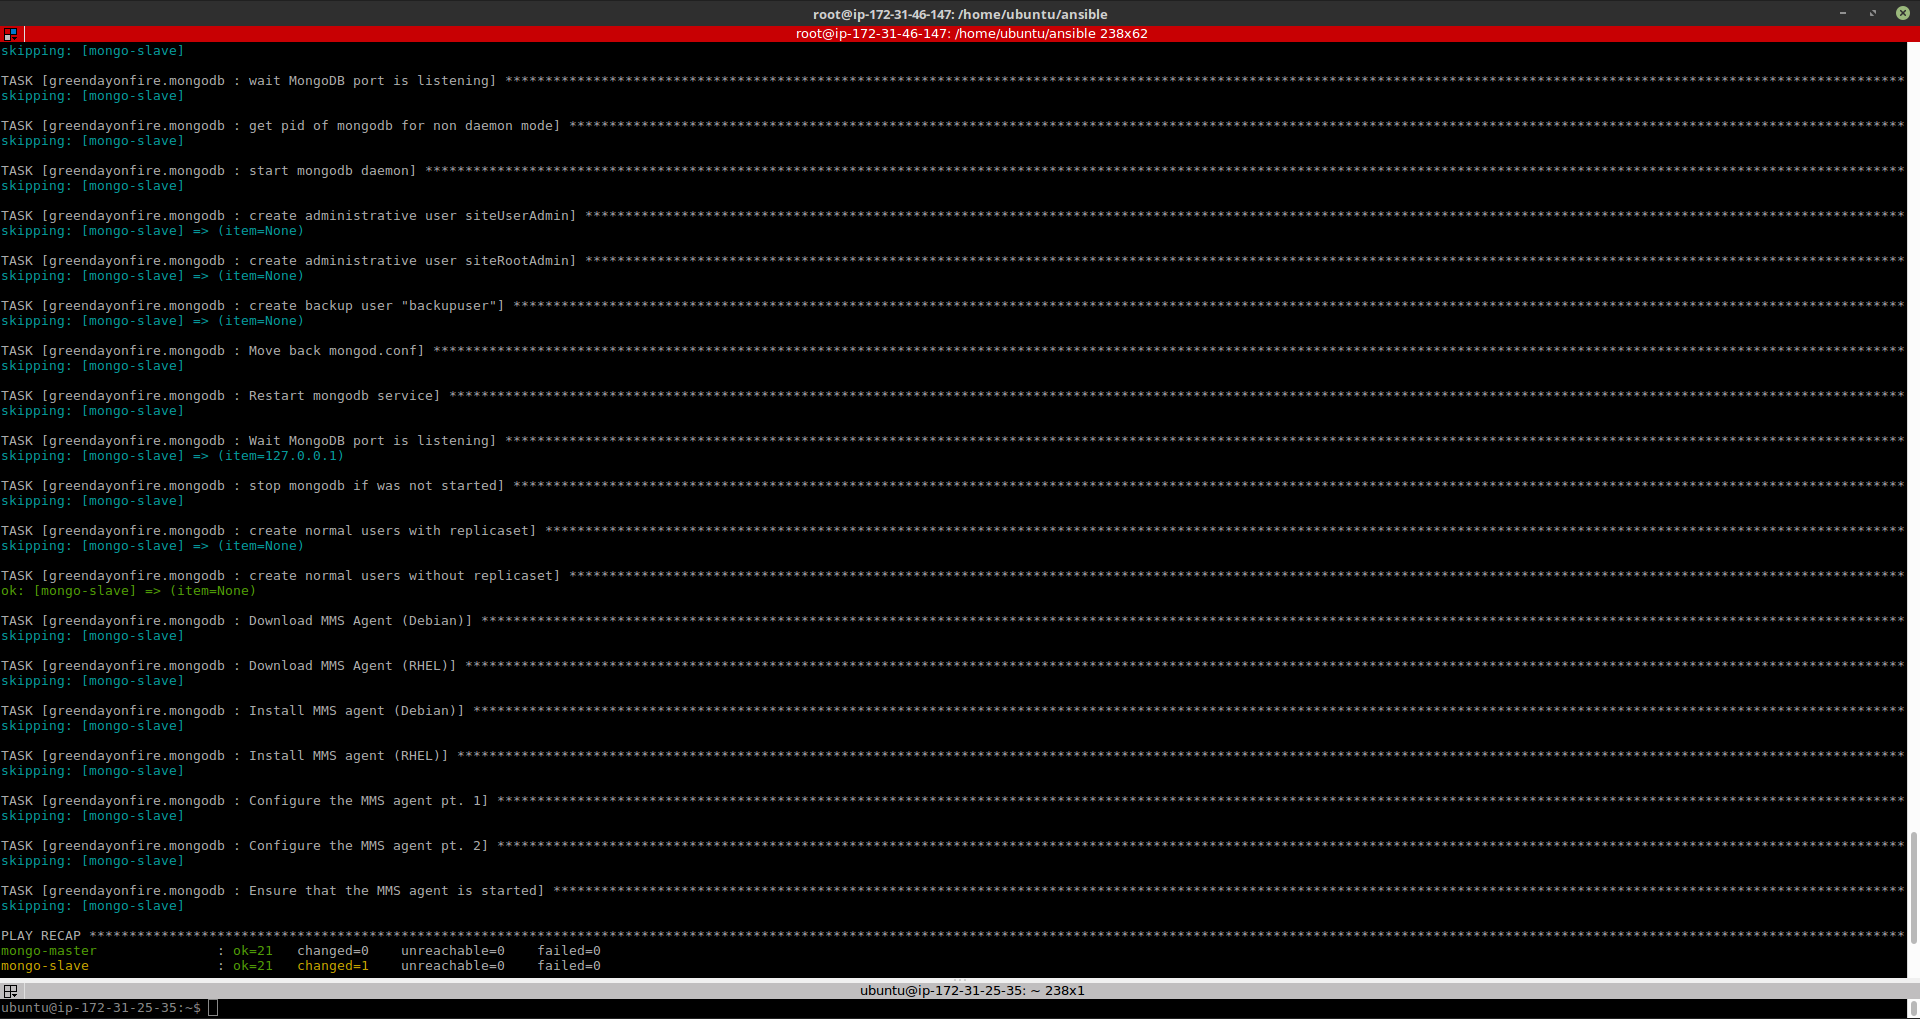 root@ip-172-31-46-147: /home/ubuntu/ansible
root@ip-172-31-46-147: /home/ubuntu/ansible 238x62
skipping: [mongo-slave]
TASK [greendayonfire.mongodb : wait MongoDB port is listening] ******************************************************************************************************************************************************************************
skipping: [mongo-slave]
TASK [greendayonfire.mongodb : get pid of mongodb for non daemon mode] **********************************************************************************************************************************************************************
skipping: [mongo-slave]
TASK [greendayonfire.mongodb : start mongodb daemon] ****************************************************************************************************************************************************************************************
skipping: [mongo-slave]
TASK [greendayonfire.mongodb : create administrative user siteUserAdmin] ********************************************************************************************************************************************************************
skipping: [mongo-slave] => (item=None)
TASK [greendayonfire.mongodb : create administrative user siteRootAdmin] ********************************************************************************************************************************************************************
skipping: [mongo-slave] => (item=None)
TASK [greendayonfire.mongodb : create backup user "backupuser"] *****************************************************************************************************************************************************************************
skipping: [mongo-slave] => (item=None)
TASK [greendayonfire.mongodb : Move back mongod.conf] ***************************************************************************************************************************************************************************************
skipping: [mongo-slave]
TASK [greendayonfire.mongodb : Restart mongodb service] *************************************************************************************************************************************************************************************
skipping: [mongo-slave]
TASK [greendayonfire.mongodb : Wait MongoDB port is listening] ******************************************************************************************************************************************************************************
skipping: [mongo-slave] => (item=127.0.0.1)
TASK [greendayonfire.mongodb : stop mongodb if was not started] *****************************************************************************************************************************************************************************
skipping: [mongo-slave]
TASK [greendayonfire.mongodb : create normal users with replicaset] *************************************************************************************************************************************************************************
skipping: [mongo-slave] => (item=None)
TASK [greendayonfire.mongodb : create normal users without replicaset] **********************************************************************************************************************************************************************
ok: [mongo-slave] => (item=None)
TASK [greendayonfire.mongodb : Download MMS Agent (Debian)] *********************************************************************************************************************************************************************************
skipping: [mongo-slave]
TASK [greendayonfire.mongodb : Download MMS Agent (RHEL)] ***********************************************************************************************************************************************************************************
skipping: [mongo-slave]
TASK [greendayonfire.mongodb : Install MMS agent (Debian)] **********************************************************************************************************************************************************************************
skipping: [mongo-slave]
TASK [greendayonfire.mongodb : Install MMS agent (RHEL)] ************************************************************************************************************************************************************************************
skipping: [mongo-slave]
TASK [greendayonfire.mongodb : Configure the MMS agent pt. 1] *******************************************************************************************************************************************************************************
skipping: [mongo-slave]
TASK [greendayonfire.mongodb : Configure the MMS agent pt. 2] *******************************************************************************************************************************************************************************
skipping: [mongo-slave]
TASK [greendayonfire.mongodb : Ensure that the MMS agent is started] ************************************************************************************************************************************************************************
skipping: [mongo-slave]
PLAY RECAP **********************************************************************************************************************************************************************************************************************************
mongo-master : ok=21 changed=0 unreachable=0 failed=0
mongo-slave : ok=21 changed=1 unreachable=0 failed=0
ubuntu@ip-172-31-25-35: ~ 238x1
ubuntu@ip-172-31-25-35:~$